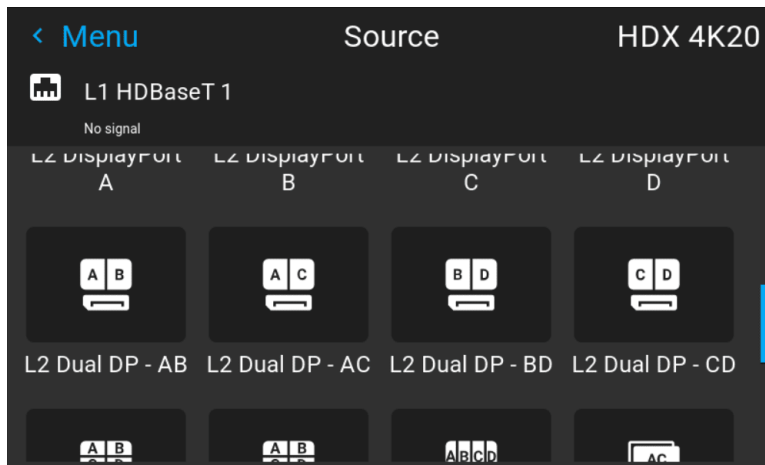 Menu
Source
HDX 4K20
L1 HDBaseT 1
No signal
L2 DisplayPort A
L2 DisplayPort B
L2 DisplayPort C
L2 DisplayPort D
A B
A C
B D
C D
L2 Dual DP - AB
L2 Dual DP - AC
L2 Dual DP - BD
L2 Dual DP - CD
A B
C D
A B
C D
A B C D
AC